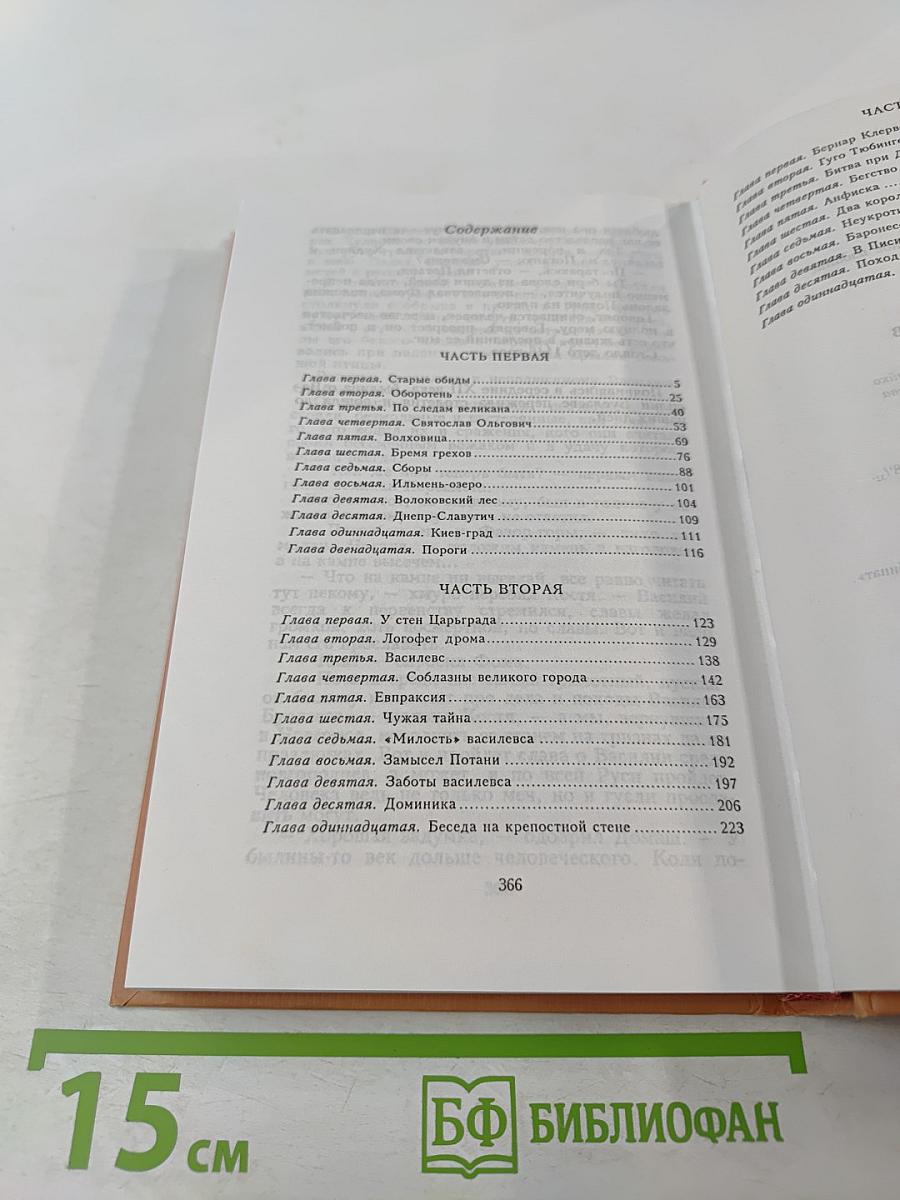 Содержание
ЧАСТЬ ПЕРВАЯ
Глава первая. Старые обиды ........ 5
Глава вторая. Оборотень ........ 25
Глава третья. По следам великана ........ 40
Глава четвертая. Святослав Ольгович ........ 53
Глава пятая. Волховица ........ 69
Глава шестая. Бремя грехов ........ 76
Глава седьмая. Сборы ........ 88
Глава восьмая. Ильмень-озеро ........ 101
Глава девятая. Волоковский лес ........ 104
Глава десятая. Днепр-Славутич ........ 109
Глава одиннадцатая. Киев-град ........ 111
Глава двенадцатая. Пороги ........ 116
ЧАСТЬ ВТОРАЯ
Глава первая. У стен Царьграда ........ 123
Глава вторая. Логофет дрома ........ 129
Глава третья. Василевс ........ 138
Глава четвертая. Соблазны великого города ........ 142
Глава пятая. Евпраксия ........ 163
Глава шестая. Чужая тайна ........ 175
Глава седьмая. «Милость» василевса ........ 181
Глава восьмая. Замысел Потани ........ 192
Глава девятая. Заботы василевса ........ 197
Глава десятая. Доминика ........ 206
Глава одиннадцатая. Беседа на крепостной стене ........ 223
366
Глава первая. Бернар
Глава вторая. Гуго
Глава третья. Битва при
Глава четвертая. Бегство
Глава пятая. Анфиска ...
Глава шестая. Два
Глава седьмая.
Глава восьмая.
Глава девятая. В
Глава десятая. Поход
Глава одиннадцатая.
15 см
БФ БИБЛИОФАН